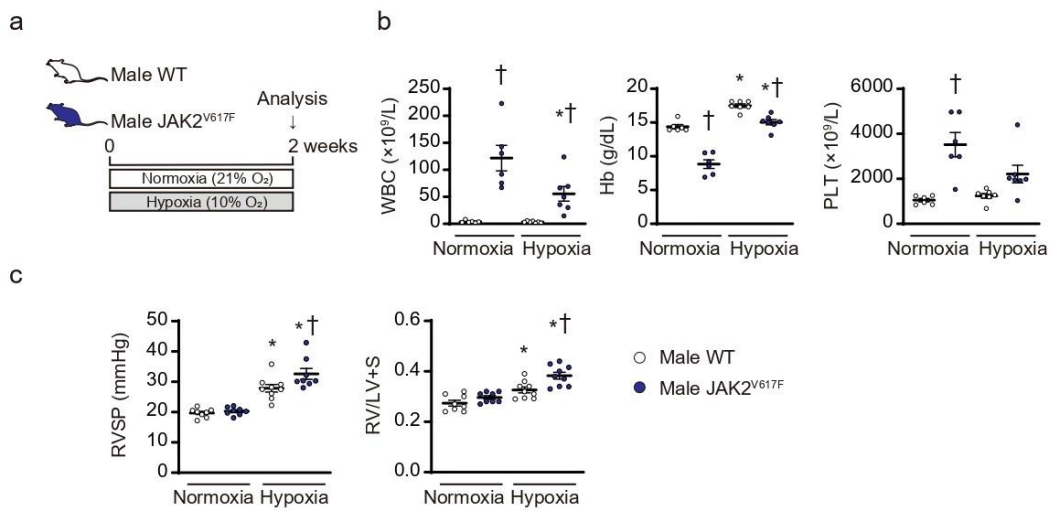 a
Male WT
Male JAK2V617F
Analysis
↓
0 2 weeks
Normoxia (21% O₂)
Hypoxia (10% O₂)
b
WBC (×10⁹/L)
250
200
150
100
50
0
†
*†
Normoxia Hypoxia
Hb (g/dL)
20
15
10
5
0
†
*
*†
Normoxia Hypoxia
PLT (×10⁹/L)
6000
4000
2000
0
†
Normoxia Hypoxia
c
RVSP (mmHg)
50
40
30
20
10
0
*
*†
Normoxia Hypoxia
RV/LV+S
0.6
0.4
0.2
0.0
*
*†
Normoxia Hypoxia
Male WT
Male JAK2V617F